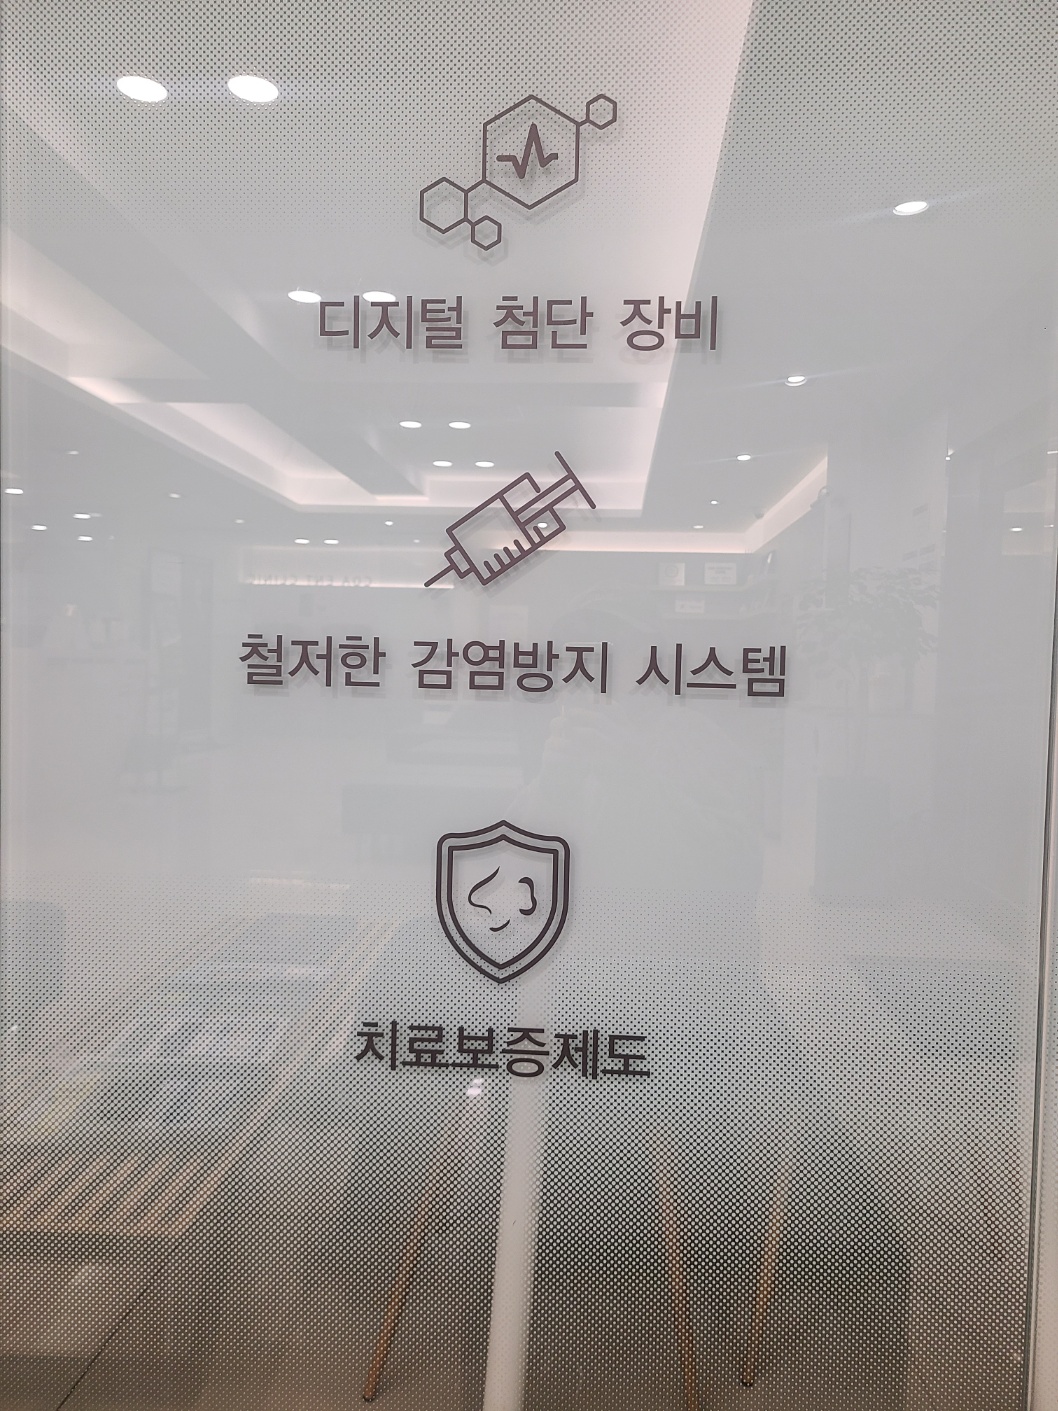 디지털 첨단 장비
철저한 감염방지 시스템
치료보증제도